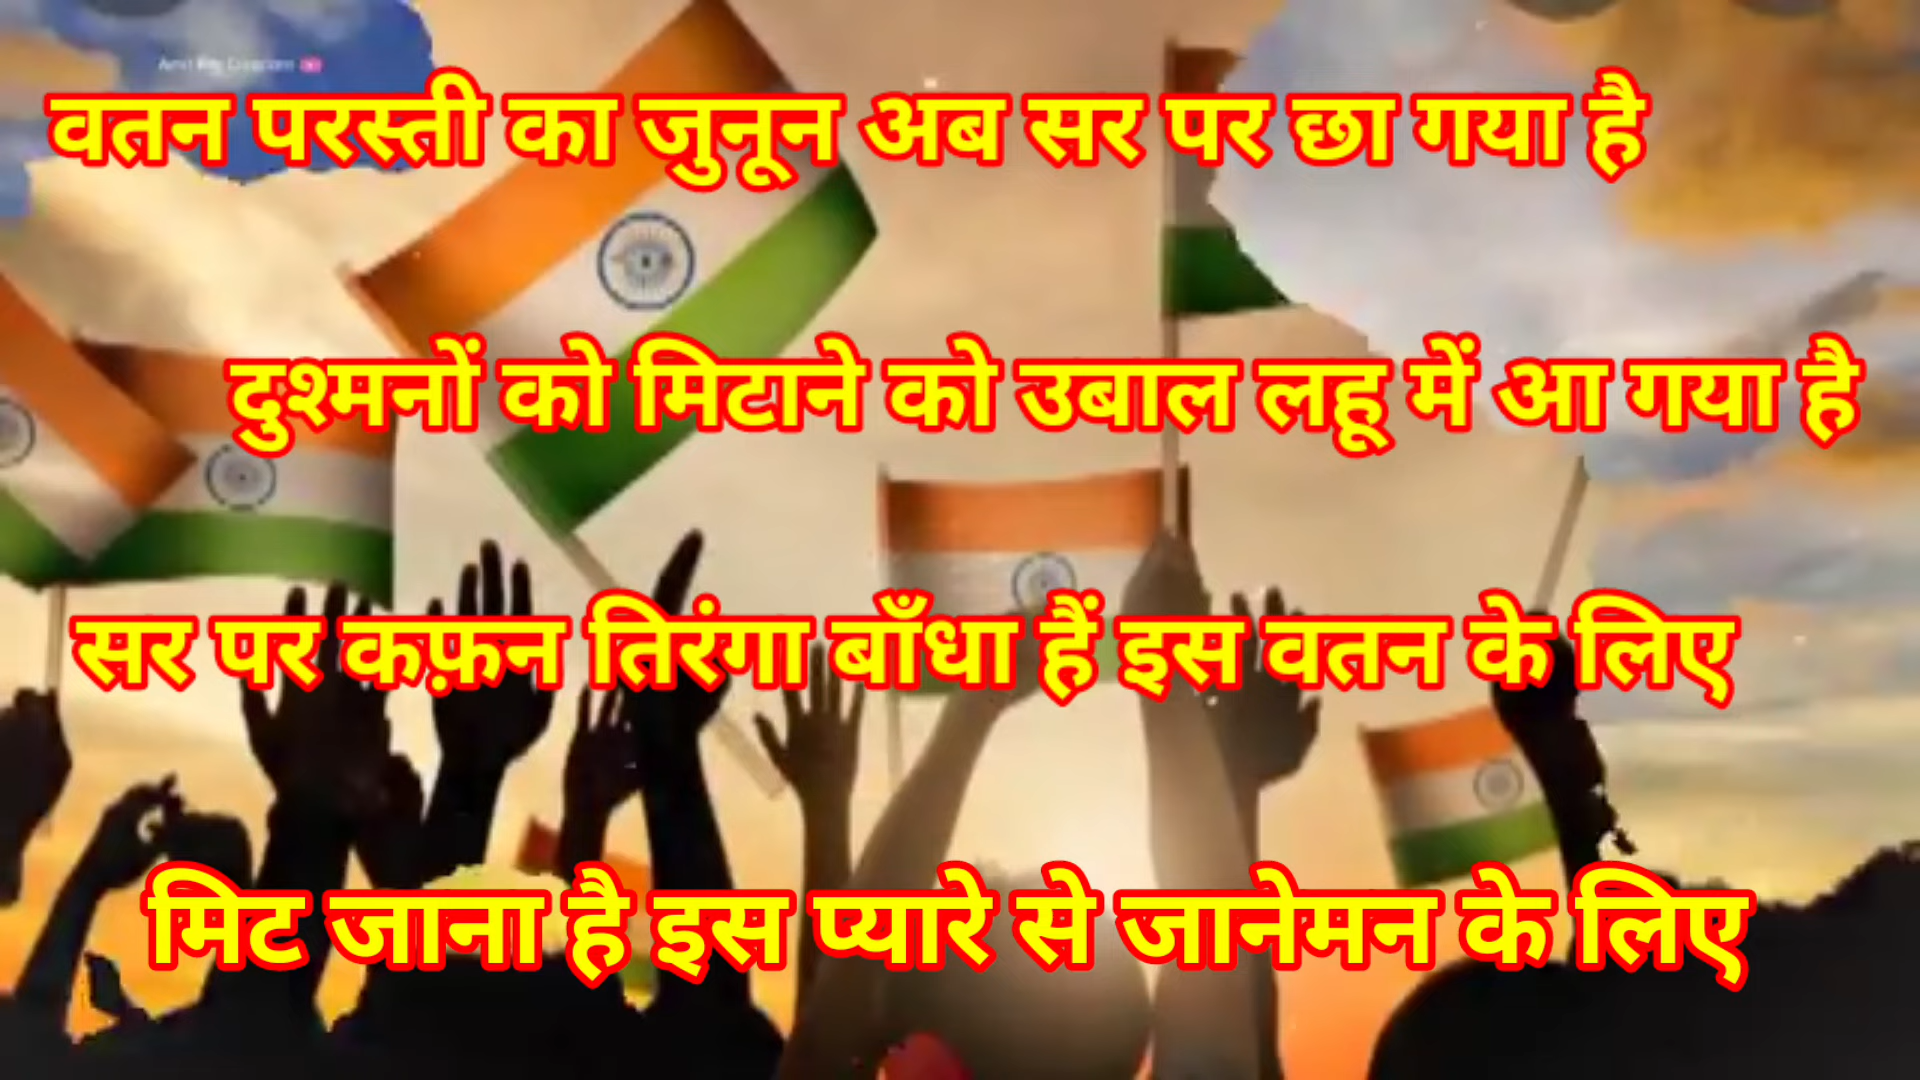 वतन परस्ती का जुनून अब सर पर छा गया है
दुश्मनों को मिटाने को उबाल लहू में आ गया है
सर पर कफ़न तिरंगा बाँधा हैं इस वतन के लिए
मिट जाना है इस प्यारे से जानेमन के लिए